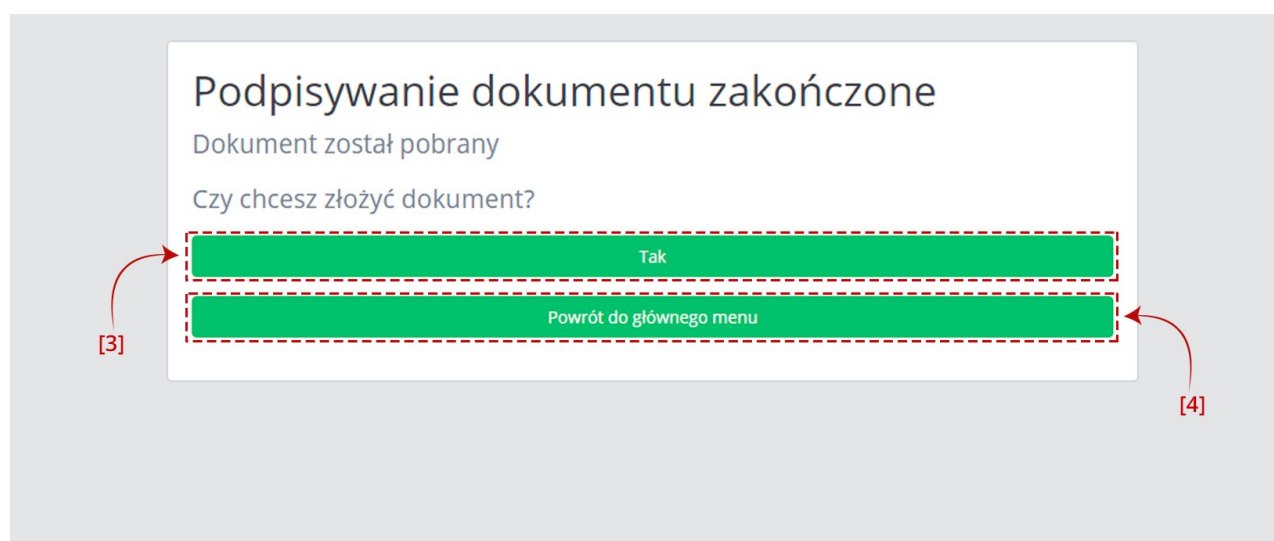 Podpisywanie dokumentu zakończone
Dokument został pobrany
Czy chcesz złożyć dokument?
Tak
Powrót do głównego menu
[3]
[4]